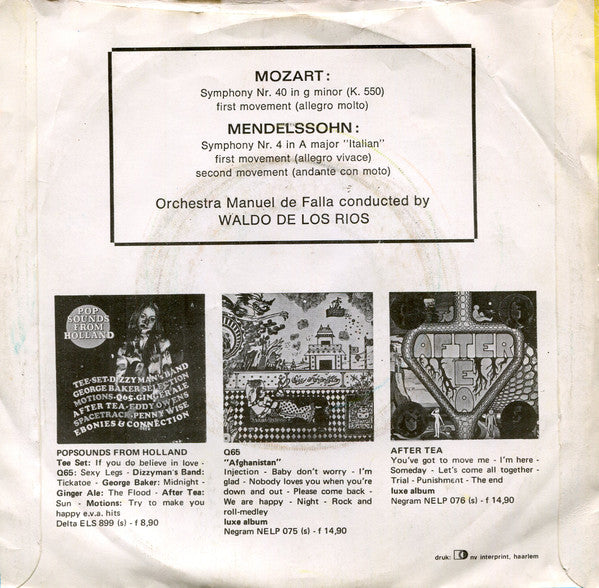 MOZART:
Symphony Nr. 40 in g minor (K. 550)
first movement (allegro molto)
MENDELSSOHN:
Symphony Nr. 4 in A major "Italian"
first movement (allegro vivace)
second movement (andante con moto)
Orchestra Manuel de Falla conducted by
WALDO DE LOS RIOS
POP
SOUNDS
FROM
HOLLAND
TEE-SET·DIZZY MAN'S BAND
GEORGE BAKER SELECTION
MOTIONS·Q65·GINGER ALE
AFTER TEA·EDDY OWENS
SPACETRACK·PENNY WISE
EBONIES & CONNECTION
AFTER
TEA
POPSOUNDS FROM HOLLAND
Tee Set: If you do believe in love -
Q65: Sexy Legs - Dizzyman's Band:
Tickatoe - George Baker: Midnight -
Ginger Ale: The Flood - After Tea:
Sun - Motions: Try to make you
happy e.v.a. hits
Delta ELS 899 (s) - f 8,90
Q65
"Afghanistan"
Injection - Baby don't worry - I'm
glad - Nobody loves you when you're
down and out - Please come back -
We are happy - Night - Rock and
roll-medley
luxe album
Negram NELP 075 (s) - f 14,90
AFTER TEA
You've got to move me - I'm here -
Someday - Let's come all together -
Trial - Punishment - The end
luxe album
Negram NELP 076 (s) - f 14,90
druk: nv interprint, haarlem